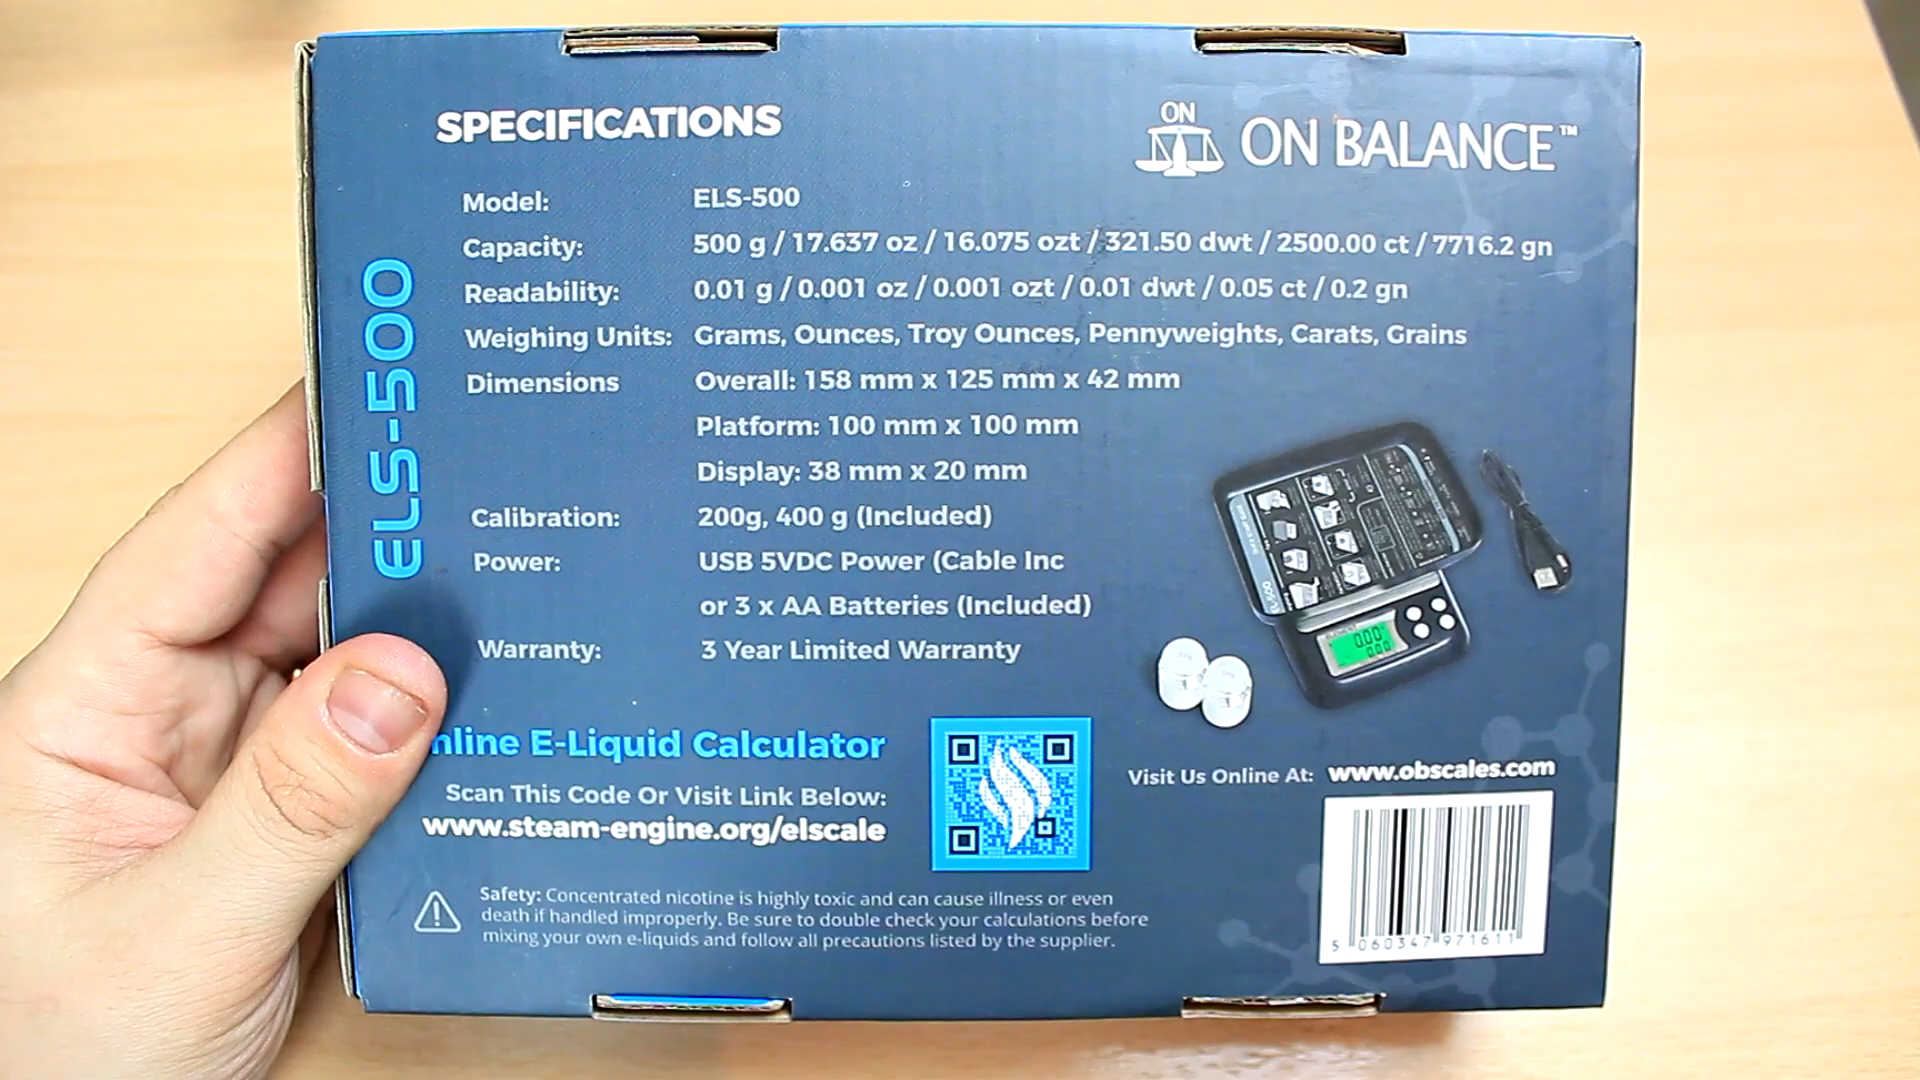 SPECIFICATIONS
ON
ON BALANCE™
Model: ELS-500
Capacity: 500 g / 17.637 oz / 16.075 ozt / 321.50 dwt / 2500.00 ct / 7716.2 gn
Readability: 0.01 g / 0.001 oz / 0.001 ozt / 0.01 dwt / 0.05 ct / 0.2 gn
Weighing Units: Grams, Ounces, Troy Ounces, Pennyweights, Carats, Grains
Dimensions Overall: 158 mm x 125 mm x 42 mm
Platform: 100 mm x 100 mm
Display: 38 mm x 20 mm
Calibration: 200g, 400 g (Included)
Power: USB 5VDC Power (Cable Inc
or 3 x AA Batteries (Included)
Warranty: 3 Year Limited Warranty
ELS-500
0.00
0.00
nline E-Liquid Calculator
Scan This Code Or Visit Link Below:
www.steam-engine.org/elscale
Visit Us Online At: www.obscales.com
Safety: Concentrated nicotine is highly toxic and can cause illness or even
death if handled improperly. Be sure to double check your calculations before
mixing your own e-liquids and follow all precautions listed by the supplier.
5 060347 971611